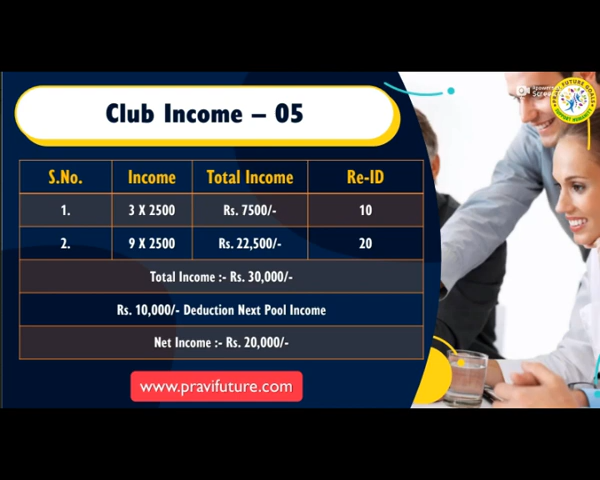 Club Income – 05
S.No. Income Total Income Re-ID
1. 3 X 2500 Rs. 7500/- 10
2. 9 X 2500 Rs. 22,500/- 20
Total Income :- Rs. 30,000/-
Rs. 10,000/- Deduction Next Pool Income
Net Income :- Rs. 20,000/-
www.pravifuture.com